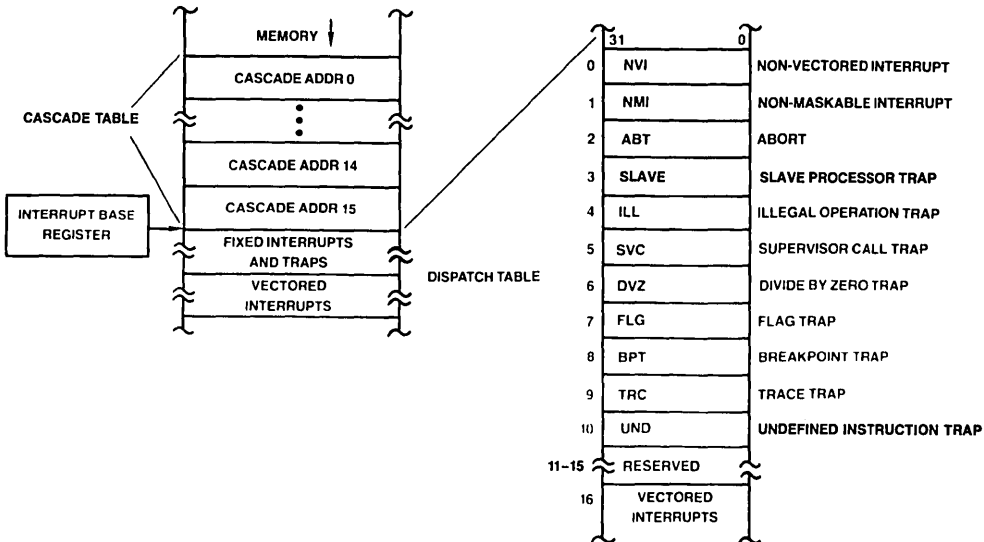 MEMORY
CASCADE ADDR 0
CASCADE TABLE
CASCADE ADDR 14
CASCADE ADDR 15
INTERRUPT BASE
REGISTER
FIXED INTERRUPTS
AND TRAPS
VECTORED
INTERRUPTS
DISPATCH TABLE
31 0
0 NVI NON-VECTORED INTERRUPT
1 NMI NON-MASKABLE INTERRUPT
2 ABT ABORT
3 SLAVE SLAVE PROCESSOR TRAP
4 ILL ILLEGAL OPERATION TRAP
5 SVC SUPERVISOR CALL TRAP
6 DVZ DIVIDE BY ZERO TRAP
7 FLG FLAG TRAP
8 BPT BREAKPOINT TRAP
9 TRC TRACE TRAP
10 UND UNDEFINED INSTRUCTION TRAP
11-15 RESERVED
16 VECTORED
INTERRUPTS